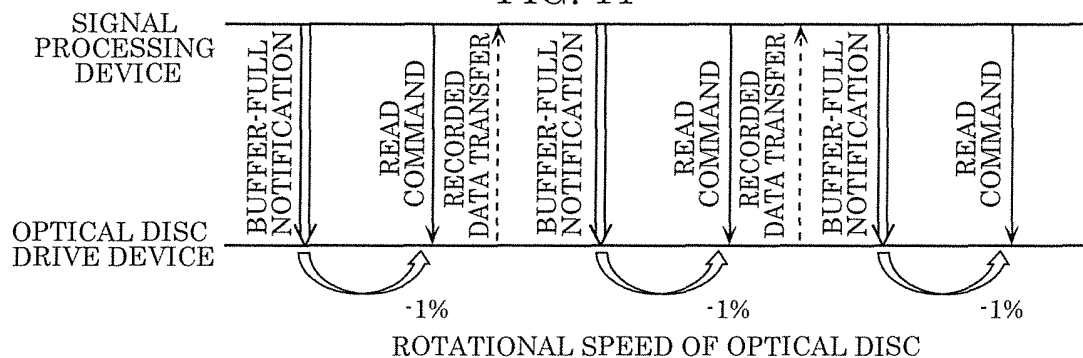 FIG.
SIGNAL
PROCESSING
DEVICE
BUFFER-FULL
NOTIFICATION
READ
COMMAND
RECORDED
DATA TRANSFER
BUFFER-FULL
NOTIFICATION
READ
COMMAND
RECORDED
DATA TRANSFER
BUFFER-FULL
NOTIFICATION
READ
COMMAND
OPTICAL DISC
DRIVE DEVICE
-1%
-1%
-1%
ROTATIONAL SPEED OF OPTICAL DISC